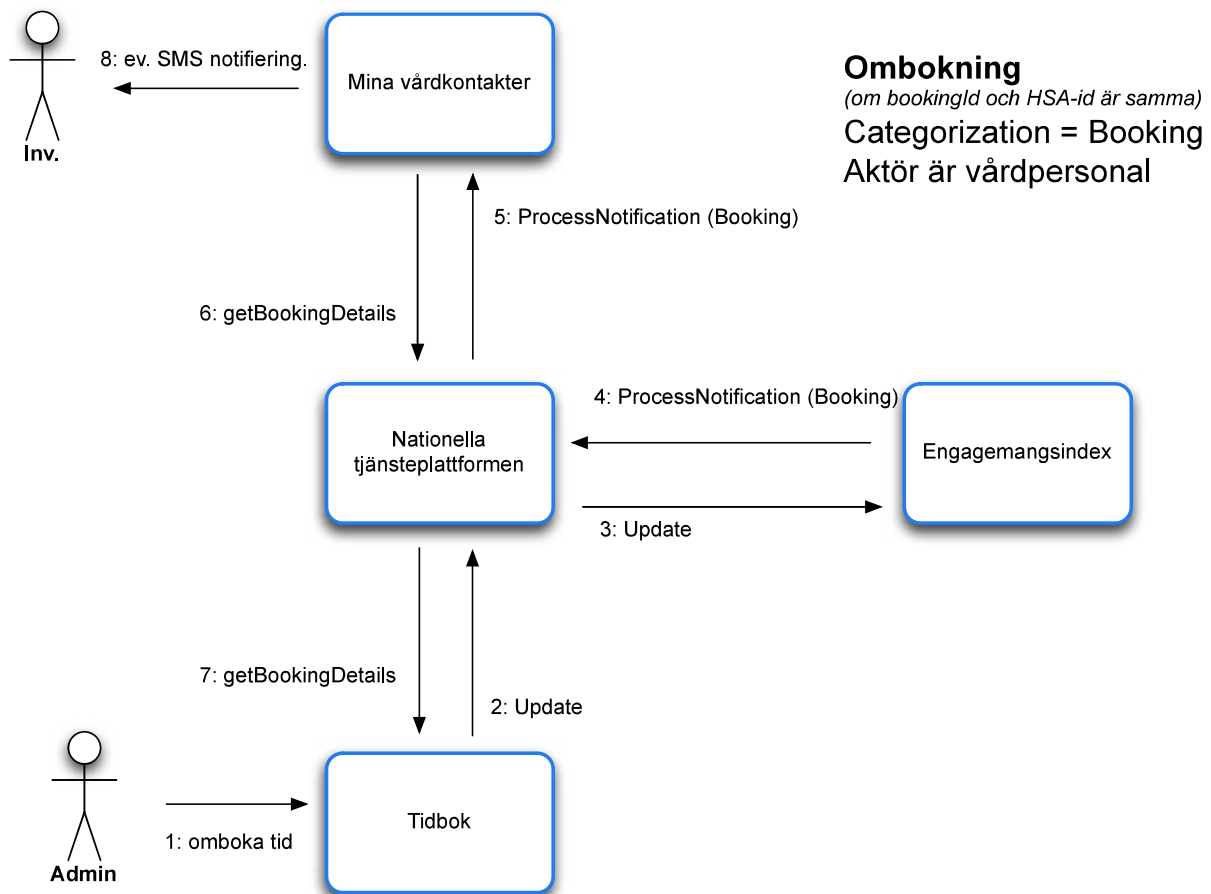 8: ev. SMS notifiering.
Inv.
Mina vårdkontakter
Ombokning
(om bookingId och HSA-id är samma)
Categorization = Booking
Aktör är vårdpersonal
5: ProcessNotification (Booking)
6: getBookingDetails
4: ProcessNotification (Booking)
Nationella
tjänsteplattformen
Engagemangsindex
3: Update
7: getBookingDetails
2: Update
Admin
1: omboka tid
Tidbok